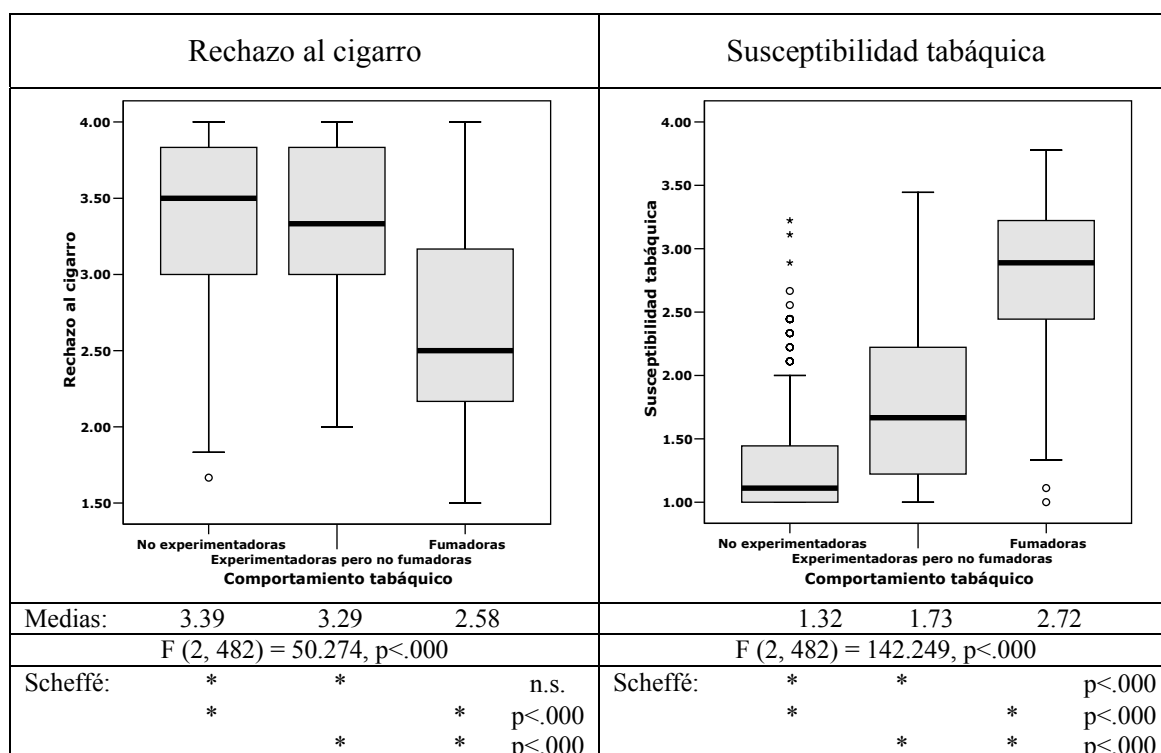 Rechazo al cigarro
4.00
3.50
3.00
2.50
2.00
1.50
Rechazo al cigarro
No experimentadoras
Fumadoras
Experimentadoras pero no fumadoras
Comportamiento tabáquico
Medias: 3.39 3.29 2.58
F (2, 482) = 50.274, p<.000
Scheffé: * * n.s.
* * p<.000
* * p<.000
Susceptibilidad tabáquica
4.00
3.50
3.00
2.50
2.00
1.50
1.00
Susceptibilidad tabáquica
No experimentadoras
Fumadoras
Experimentadoras pero no fumadoras
Comportamiento tabáquico
1.32 1.73 2.72
F (2, 482) = 142.249, p<.000
Scheffé: * * p<.000
* * p<.000
* * p<.000